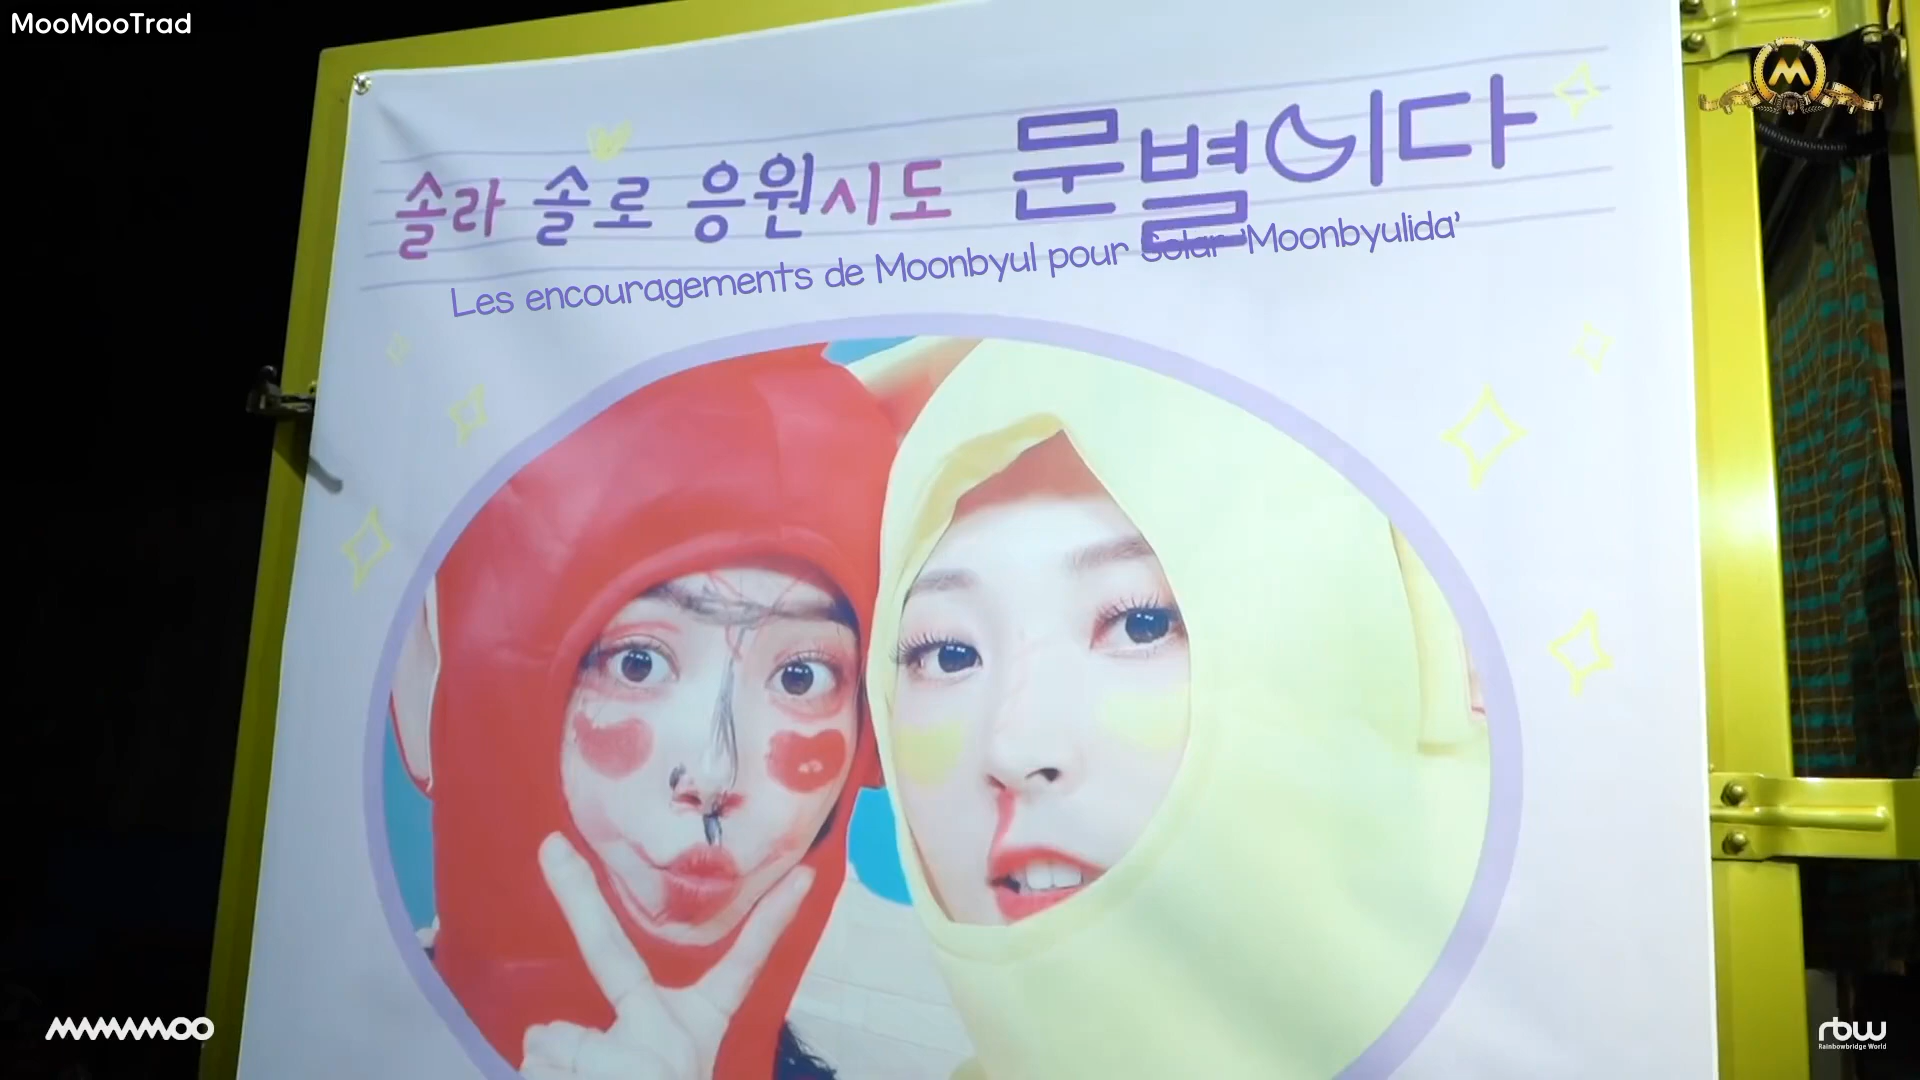 MooMooTrad
M
솔라 솔로 응원시도 문별이다
Les encouragements de Moonbyul pour Solar 'Moonbyulida'
MAMAMOO
rbw
Rainbowbridge World